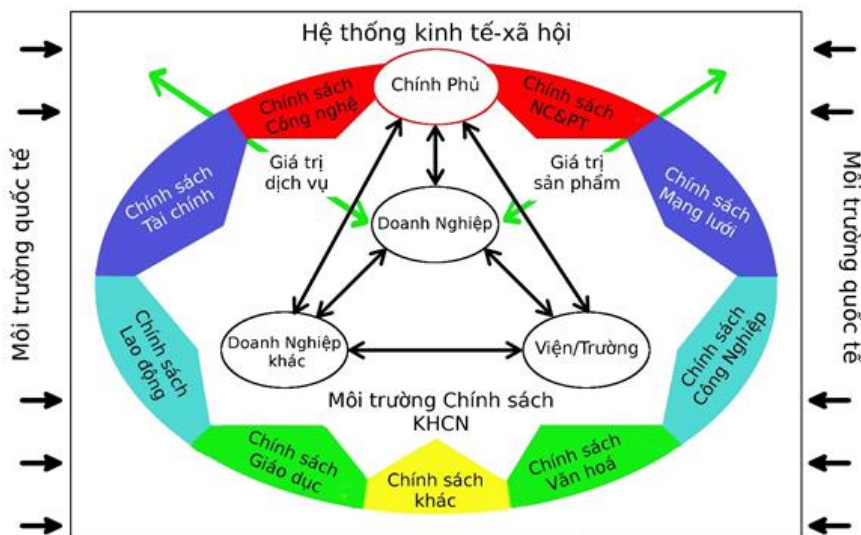 Hệ thống kinh tế-xã hội
Chính Phủ
Chính sách
Công nghệ
Chính sách
NC&PT
Giá trị
dịch vụ
Giá trị
sản phẩm
Chính sách
Tài chính
Chính sách
Mạng lưới
Doanh Nghiệp
Môi trường quốc tế
Môi trường quốc tế
Doanh Nghiệp
khác
Viện/Trường
Chính sách
Lao động
Chính sách
Công Nghiệp
Môi trường Chính sách
KHCN
Chính sách
Giáo dục
Chính sách
khác
Chính sách
Văn hoá